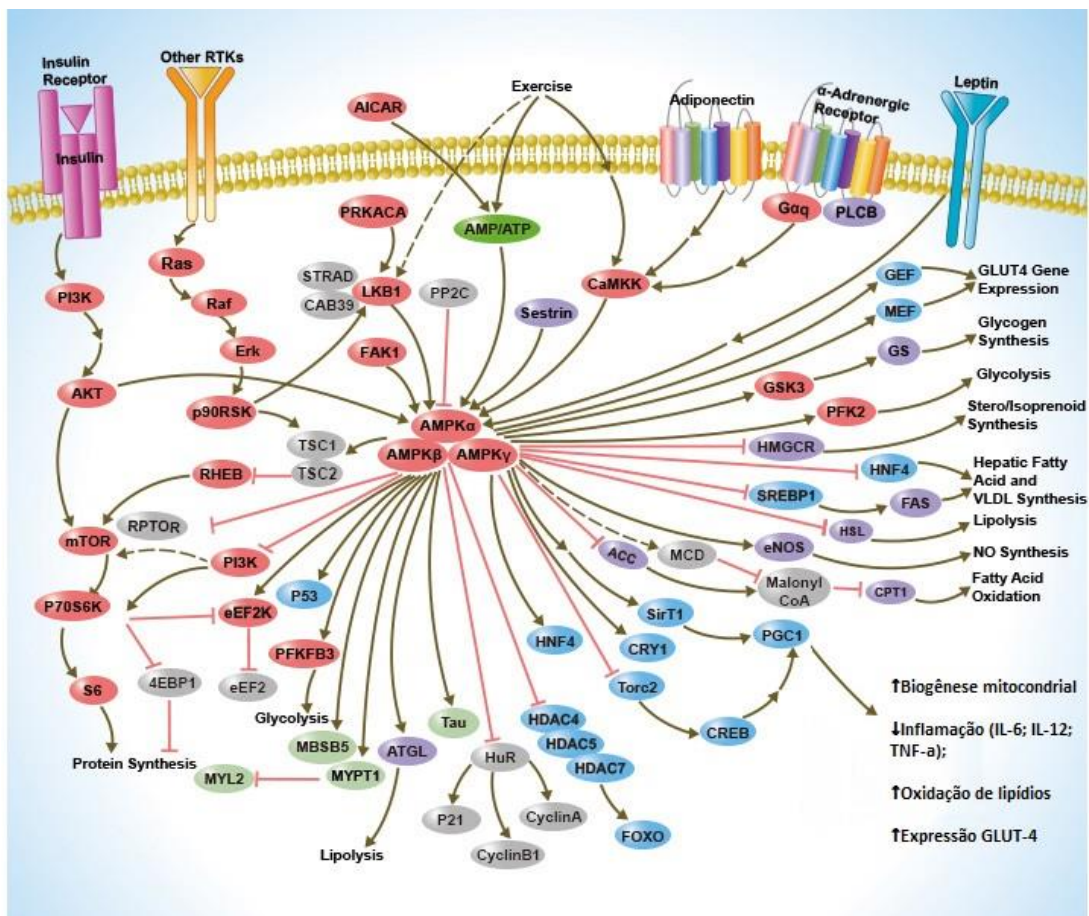 Insulin
Receptor
Insulin
Other RTKs
AICAR
Exercise
Adiponectin
α-Adrenergic
Receptor
Leptin
PRKACA
AMP/ATP
Gαq
PLCB
Ras
STRAD
CAB39
LKB1
PP2C
CaMKK
GEF
GLUT4 Gene
Expression
PI3K
Raf
Sestrin
MEF
Glycogen
Synthesis
Erk
FAK1
GS
AKT
p90RSK
GSK3
Glycolysis
PFK2
Stero/Isoprenoid
Synthesis
AMPKα
TSC1
AMPKβ
AMPKγ
HMGCR
RHEB
TSC2
HNF4
Hepatic Fatty
Acid and
VLDL Synthesis
SREBP1
FAS
RPTOR
mTOR
HSL
Lipolysis
PI3K
ACC
MCD
eNOS
NO Synthesis
P53
Malonyl
CoA
CPT1
Fatty Acid
Oxidation
P70S6K
eEF2K
SirT1
HNF4
CRY1
PGC1
PFKFB3
4EBP1
eEF2
S6
Torc2
↑Biogênese mitocondrial
Glycolysis
Tau
HDAC4
CREB
↓Inflamação (IL-6; IL-12;
TNF-a);
MBSB5
ATGL
HDAC5
HuR
HDAC7
Protein Synthesis
MYL2
MYPT1
↑Oxidação de lipídios
P21
CyclinA
FOXO
↑Expressão GLUT-4
Lipolysis
CyclinB1